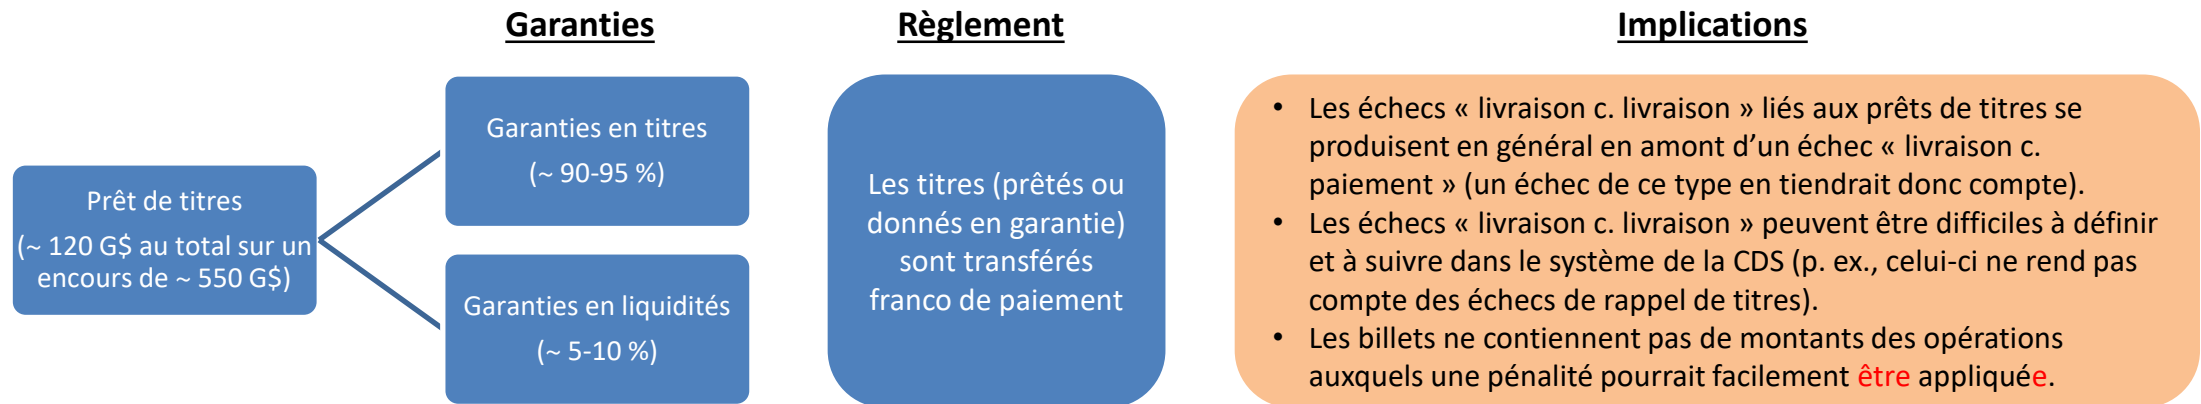 Garanties
Règlement
Implications
Prêt de titres
(~ 120 G$ au total sur un
encours de ~ 550 G$)
Garanties en titres
(~ 90-95 %)
Garanties en liquidités
(~ 5-10 %)
Les titres (prêtés ou
donnés en garantie)
sont transférés
franco de paiement
• Les échecs « livraison c. livraison » liés aux prêts de titres se
produisent en général en amont d’un échec « livraison c.
paiement » (un échec de ce type en tiendrait donc compte).
• Les échecs « livraison c. livraison » peuvent être difficiles à définir
et à suivre dans le système de la CDS (p. ex., celui-ci ne rend pas
compte des échecs de rappel de titres).
• Les billets ne contiennent pas de montants des opérations
auxquels une pénalité pourrait facilement être appliquée.